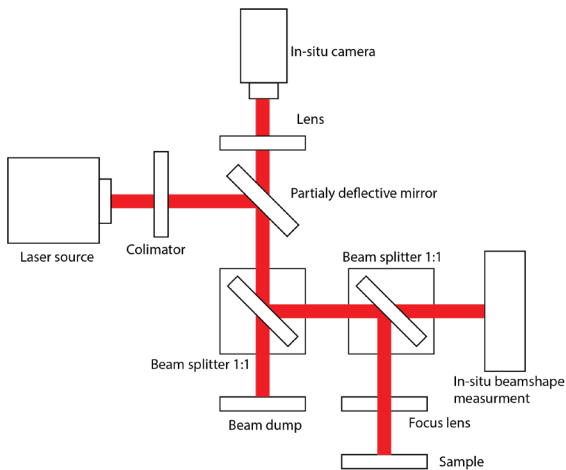 In-situ camera
Lens
Partialy deflective mirror
Colimator
Laser source
Beam splitter 1:1
Beam splitter 1:1
In-situ beamshape
measurment
Beam dump
Focus lens
Sample